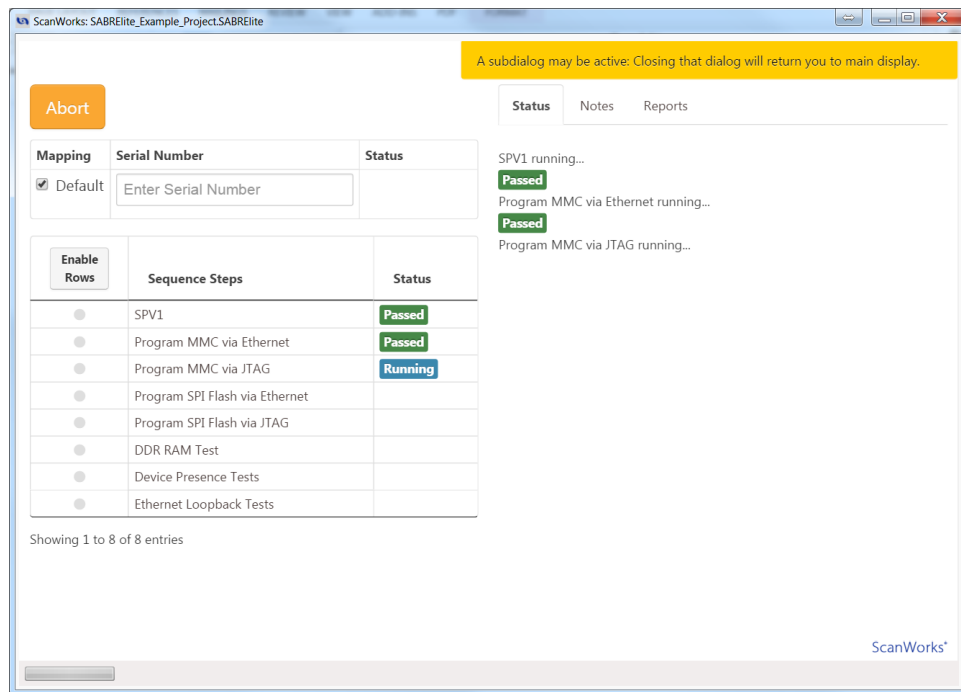 ScanWorks: SABRElite_Example_Project.SABRElite
A subdialog may be active: Closing that dialog will return you to main display.
Abort
Status Notes Reports
Mapping Serial Number Status
Default Enter Serial Number
SPV1 running...
Passed
Program MMC via Ethernet running...
Passed
Program MMC via JTAG running...
Enable Rows Sequence Steps Status
SPV1 Passed
Program MMC via Ethernet Passed
Program MMC via JTAG Running
Program SPI Flash via Ethernet
Program SPI Flash via JTAG
DDR RAM Test
Device Presence Tests
Ethernet Loopback Tests
Showing 1 to 8 of 8 entries
ScanWorks*